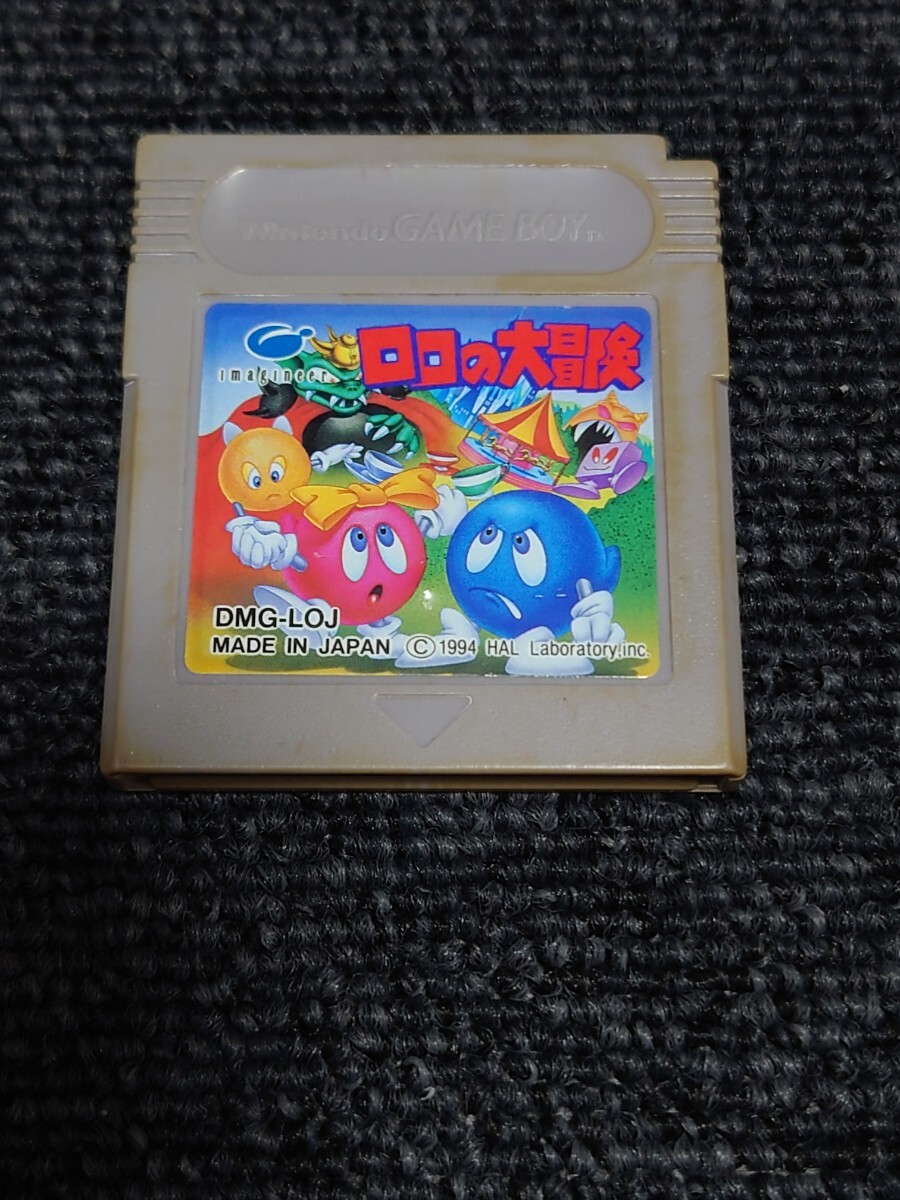 Nintendo GAME BOY
imagineer
ロロの大冒険
DMG-LOJ
MADE IN JAPAN © 1994 HAL Laboratory,inc.